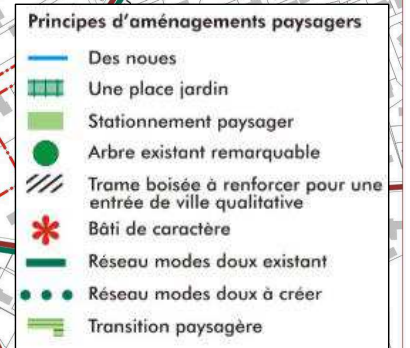 Principes d'aménagements paysagers
Des noues
Une place jardin
Stationnement paysager
Arbre existant remarquable
Trame boisée à renforcer pour une
entrée de ville qualitative
Bâti de caractère
Réseau modes doux existant
Réseau modes doux à créer
Transition paysagère